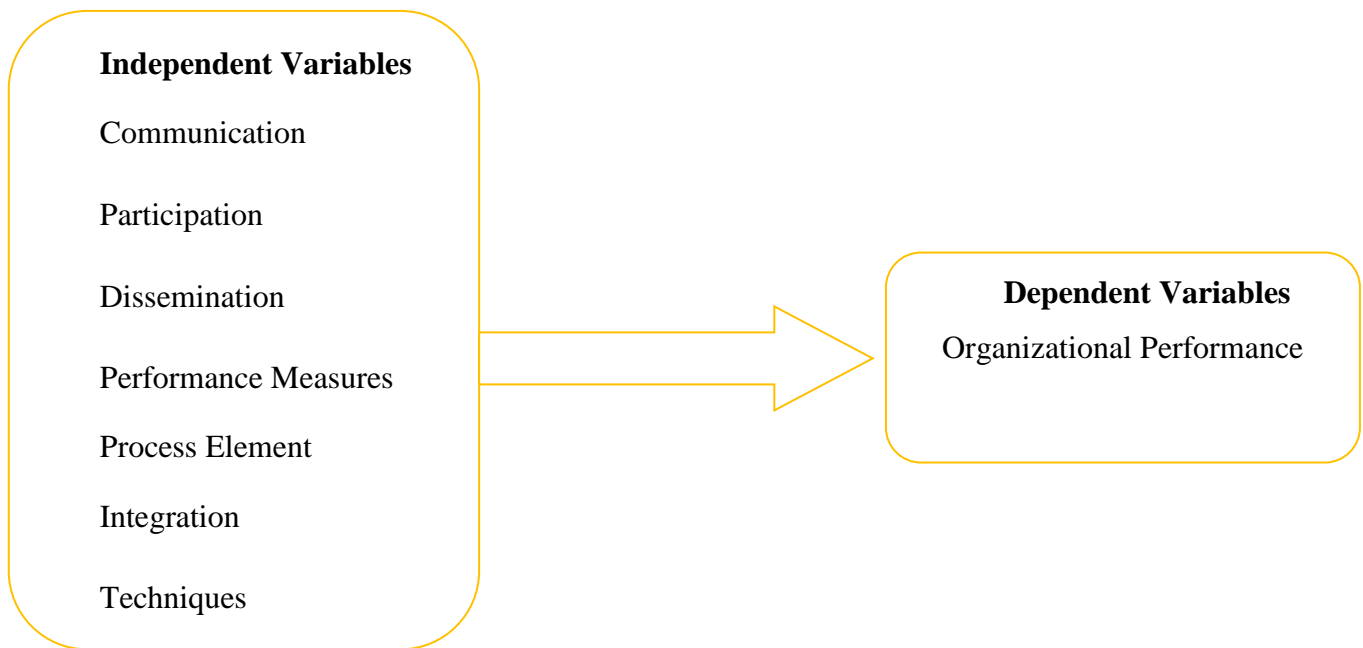 Independent Variables
Communication
Participation
Dissemination
Performance Measures
Process Element
Integration
Techniques
Dependent Variables
Organizational Performance